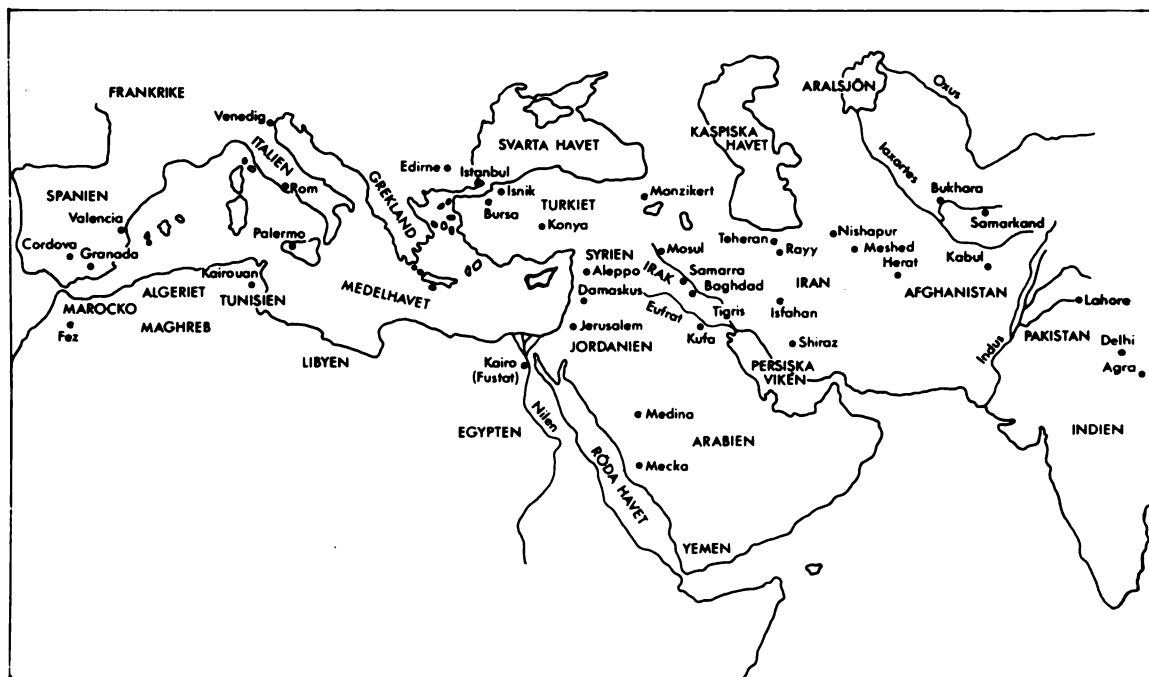 FRANKRIKE
Venedig
ITALIEN
Rom
SPANIEN
Valencia
Cordova
Granada
Palermo
Kairouan
ALGERIET
TUNISIEN
MAROCKO
MAGHREB
Fez
LIBYEN
MEDELHAVET
GREKLAND
Edirne
Istanbul
Isnik
Bursa
SVARTA HAVET
TURKIET
Konya
Manzikert
KASPISKA
HAVET
ARALSJÖN
Oxus
Iaxartes
Bukhara
Samarkand
Teheran
Rayy
Nishapur
Meshed
Herat
Kabul
SYRIEN
Aleppo
Mosul
IRAK
Samarra
Baghdad
IRAN
AFGHANISTAN
Damaskus
Eufrat
Tigris
Isfahan
Kufa
Shiraz
Jerusalem
JORDANIEN
Kairo
(Fustat)
PERSISKA
VIKEN
Indus
Lahore
PAKISTAN
Delhi
Agra
INDIEN
EGYPTEN
Nilen
Medina
ARABIEN
Mecka
RÖDA HAVET
YEMEN